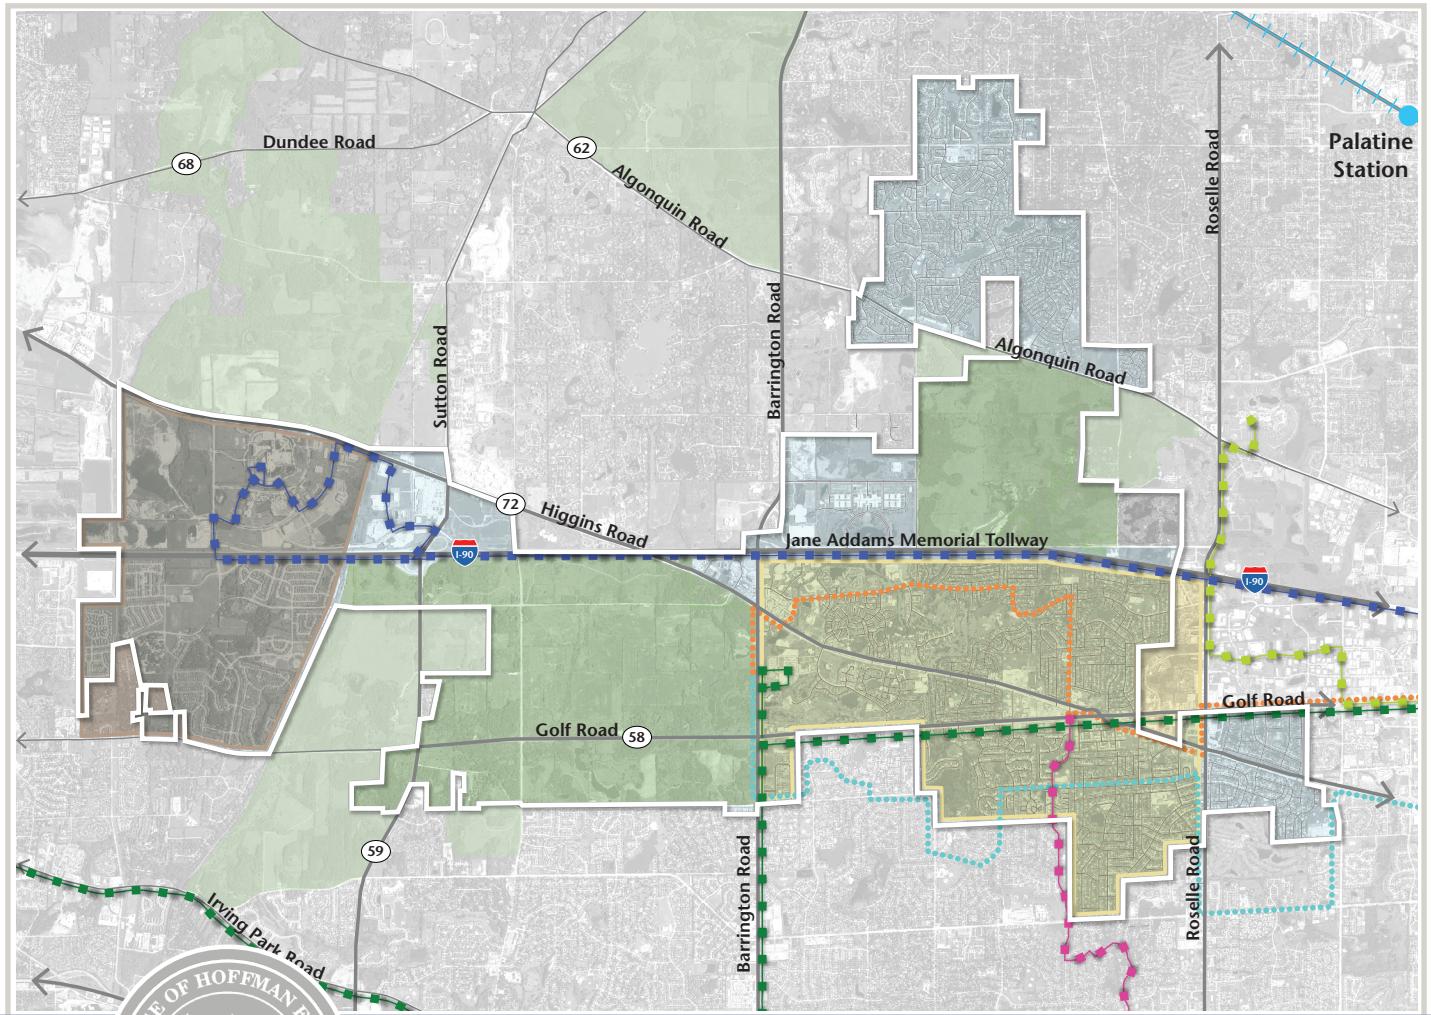 Dundee Road
68
62
Algonquin Road
Roselle Road
Palatine
Station
Sutton Road
Barrington Road
Algonquin Road
72
Higgins Road
I-90
Jane Addams Memorial Tollway
I-90
Golf Road
58
Golf Road
59
Barrington Road
Roselle Road
Irving Park Road
OF HOFFMAN